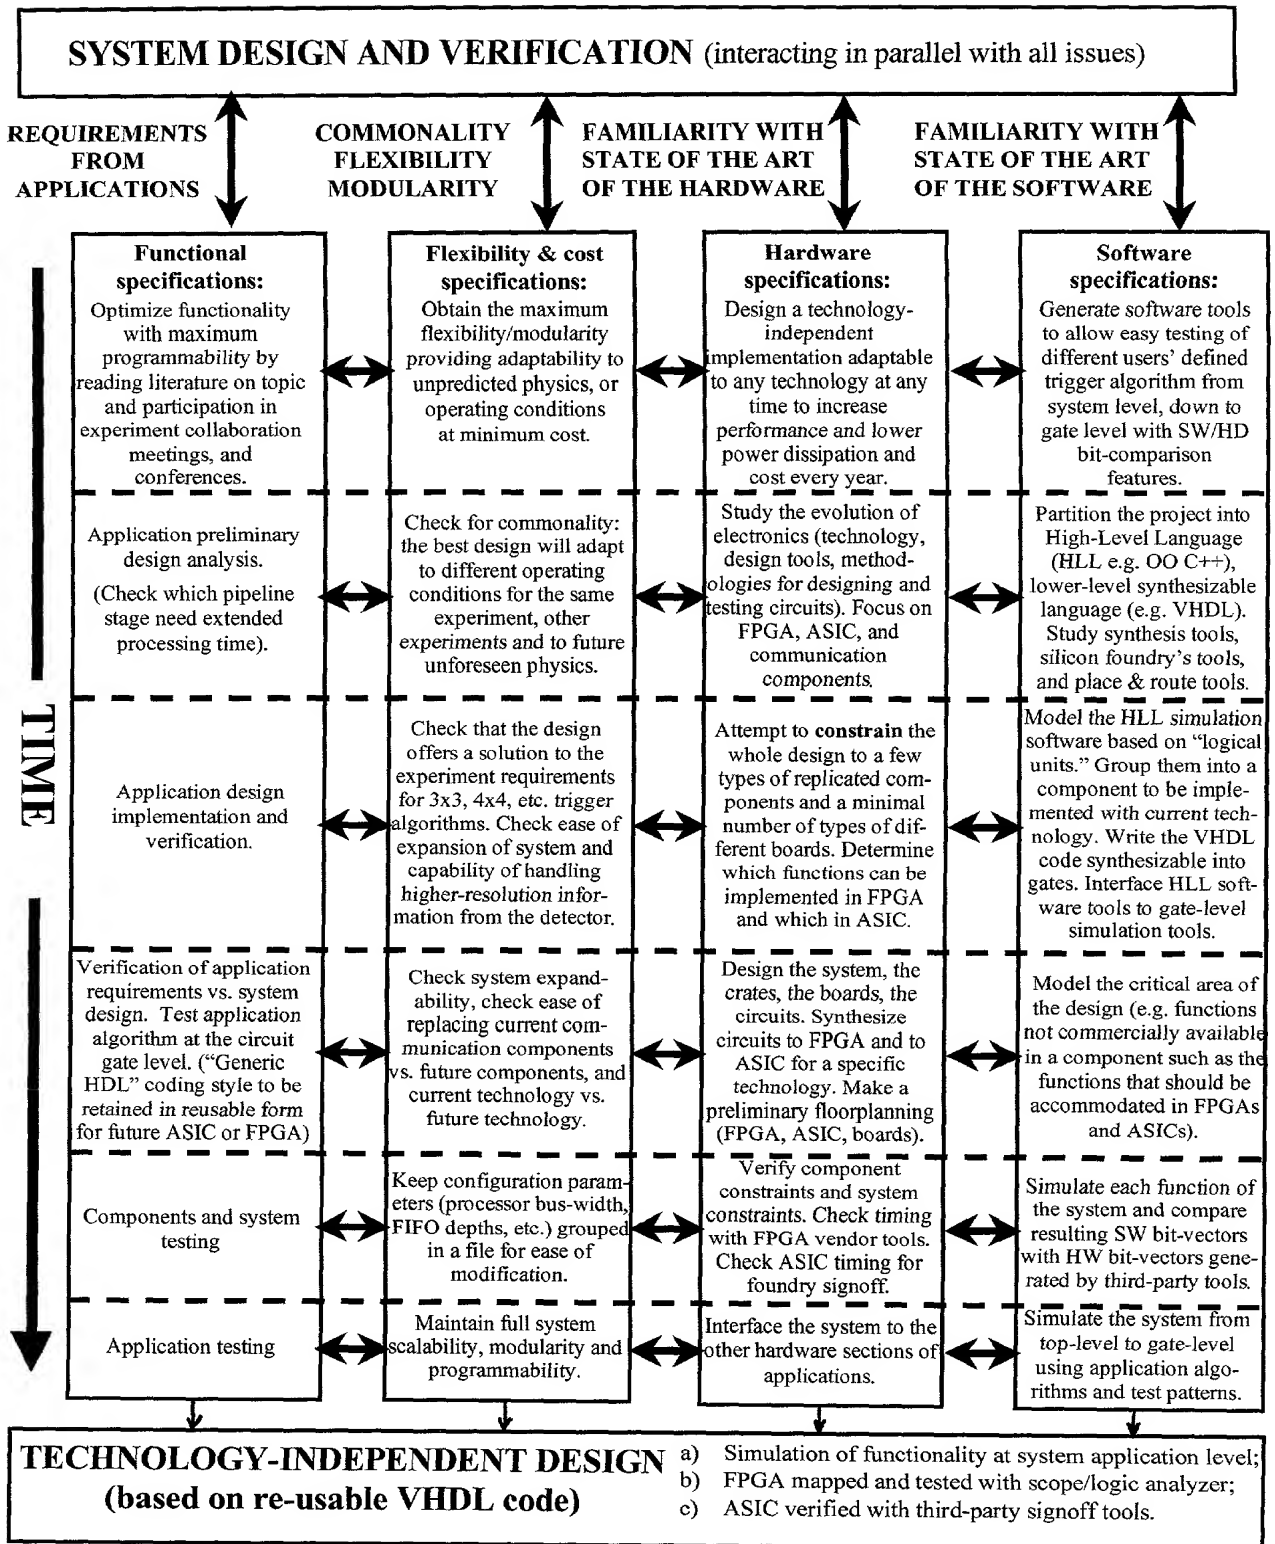 SYSTEM DESIGN AND VERIFICATION (interacting in parallel with all issues)
REQUIREMENTS
FROM
APPLICATIONS
COMMONALITY
FLEXIBILITY
MODULARITY
FAMILIARITY WITH
STATE OF THE ART
OF THE HARDWARE
FAMILIARITY WITH
STATE OF THE ART
OF THE SOFTWARE
TIME
Functional
specifications:
Optimize functionality
with maximum
programmability by
reading literature on topic
and participation in
experiment collaboration
meetings, and
conferences.
Flexibility & cost
specifications:
Obtain the maximum
flexibility/modularity
providing adaptability to
unpredicted physics, or
operating conditions
at minimum cost.
Hardware
specifications:
Design a technology-
independent
implementation adaptable
to any technology at any
time to increase
performance and lower
power dissipation and
cost every year.
Software
specifications:
Generate software tools
to allow easy testing of
different users' defined
trigger algorithm from
system level, down to
gate level with SW/HD
bit-comparison
features.
Application preliminary
design analysis.
(Check which pipeline
stage need extended
processing time).
Check for commonality:
the best design will adapt
to different operating
conditions for the same
experiment, other
experiments and to future
unforeseen physics.
Study the evolution of
electronics (technology,
design tools, method-
ologies for designing and
testing circuits). Focus on
FPGA, ASIC, and
communication
components.
Partition the project into
High-Level Language
(HLL e.g. OO C++),
lower-level synthesizable
language (e.g. VHDL).
Study synthesis tools,
silicon foundry's tools,
and place & route tools.
Application design
implementation and
verification.
Check that the design
offers a solution to the
experiment requirements
for 3x3, 4x4, etc. trigger
algorithms. Check ease of
expansion of system and
capability of handling
higher-resolution infor-
mation from the detector.
Attempt to constrain the
whole design to a few
types of replicated com-
ponents and a minimal
number of types of dif-
ferent boards. Determine
which functions can be
implemented in FPGA
and which in ASIC.
Model the HLL simulation
software based on “logical
units.” Group them into a
component to be imple-
mented with current tech-
nology. Write the VHDL
code synthesizable into
gates. Interface HLL soft-
ware tools to gate-level
simulation tools.
Verification of application
requirements vs. system
design. Test application
algorithm at the circuit
gate level. (“Generic
HDL” coding style to be
retained in reusable form
for future ASIC or FPGA)
Check system expand-
ability, check ease of
replacing current com-
munication components
vs. future components, and
current technology vs.
future technology.
Design the system, the
crates, the boards, the
circuits. Synthesize
circuits to FPGA and to
ASIC for a specific
technology. Make a
preliminary floorplanning
(FPGA, ASIC, boards).
Model the critical area of
the design (e.g. functions
not commercially available
in a component such as the
functions that should be
accommodated in FPGAs
and ASICs).
Components and system
testing
Keep configuration param-
eters (processor bus-width,
FIFO depths, etc.) grouped
in a file for ease of
modification.
Verify component
constraints and system
constraints. Check timing
with FPGA vendor tools.
Check ASIC timing for
foundry signoff.
Simulate each function of
the system and compare
resulting SW bit-vectors
with HW bit-vectors gene-
rated by third-party tools.
Application testing
Maintain full system
scalability, modularity and
programmability.
Interface the system to the
other hardware sections of
applications.
Simulate the system from
top-level to gate-level
using application algo-
rithms and test patterns.
TECHNOLOGY-INDEPENDENT DESIGN
(based on re-usable VHDL code)
a) Simulation of functionality at system application level;
b) FPGA mapped and tested with scope/logic analyzer;
c) ASIC verified with third-party signoff tools.